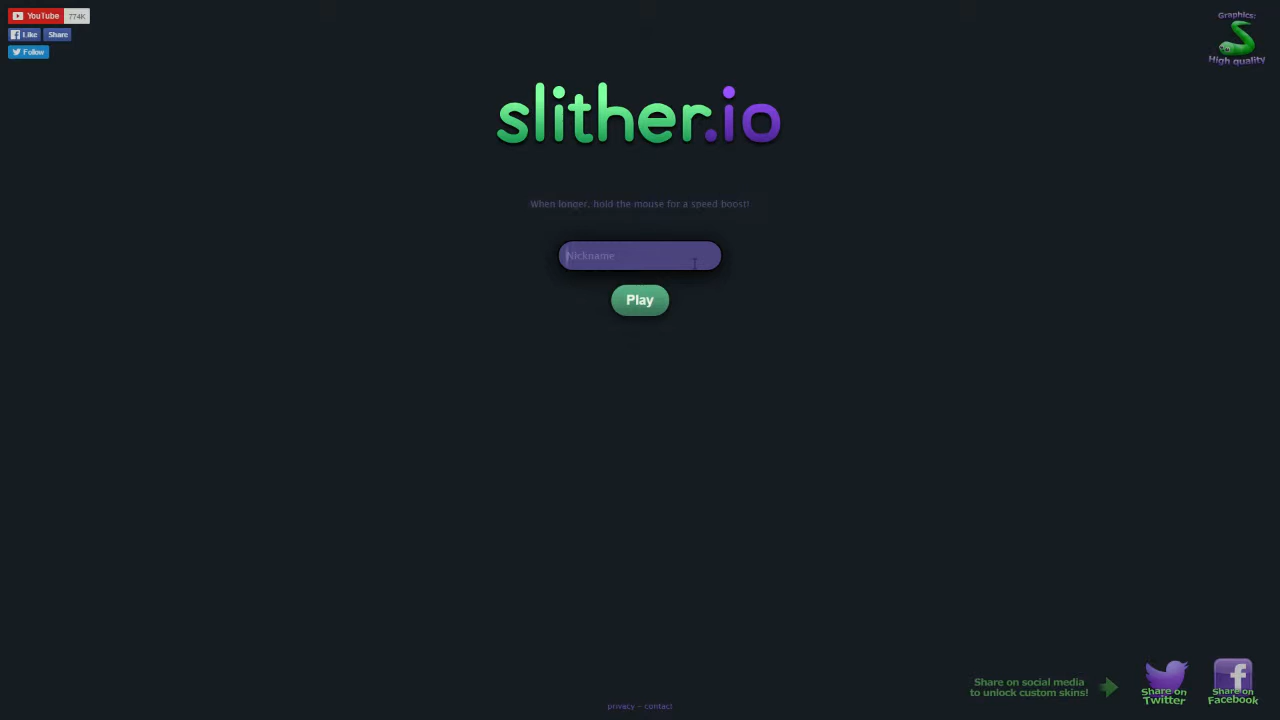 YouTube 774K
Like Share
Follow
Graphics:
High quality
slither.io
When longer, hold the mouse for a speed boost!
Nickname
Play
Share on social media
to unlock custom skins!
Share on
Twitter
Share on
Facebook
privacy - contact